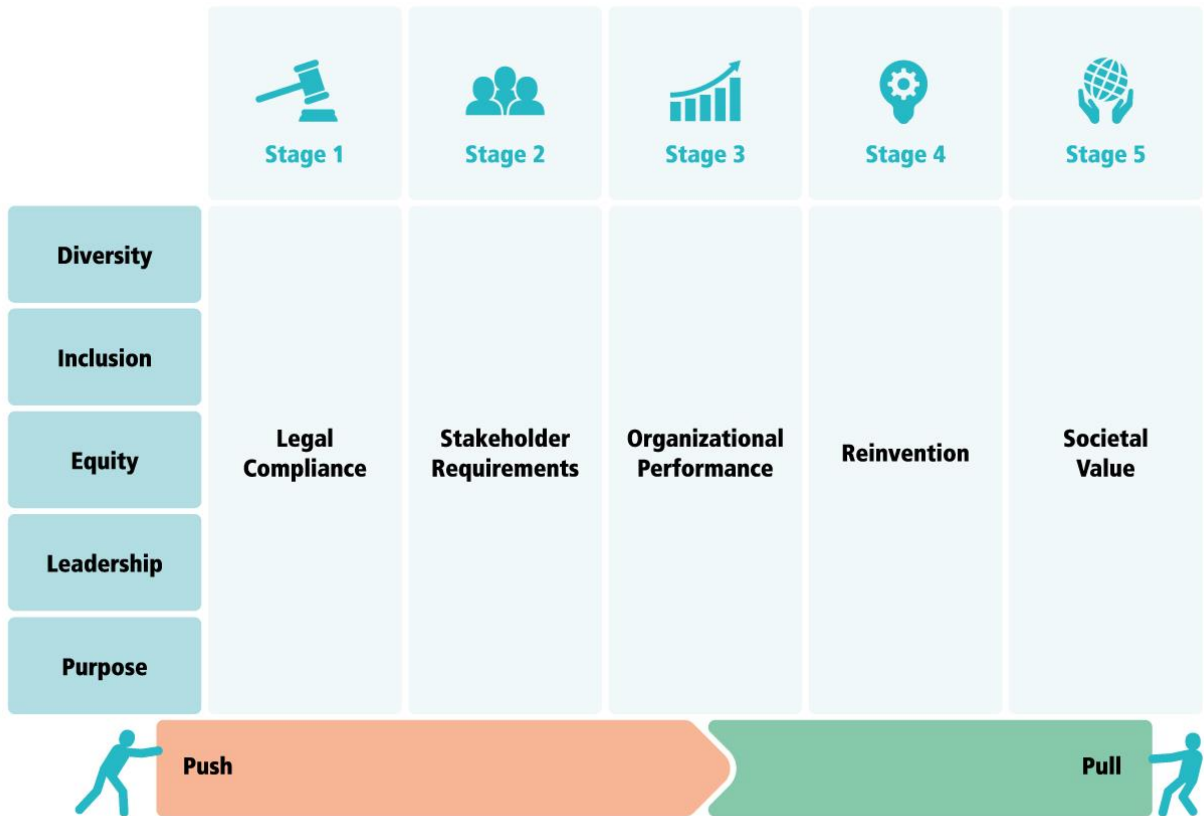 Stage 1
Stage 2
Stage 3
Stage 4
Stage 5
Diversity
Inclusion
Equity
Leadership
Purpose
Legal
Compliance
Stakeholder
Requirements
Organizational
Performance
Reinvention
Societal
Value
Push
Pull